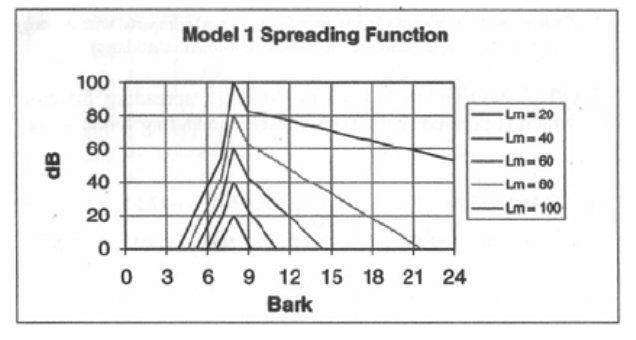 Model 1 Spreading Function
100
80
60
40
20
0
dB
0 3 6 9 12 15 18 21 24
Bark
Lm = 20
Lm = 40
Lm = 60
Lm = 80
Lm = 100